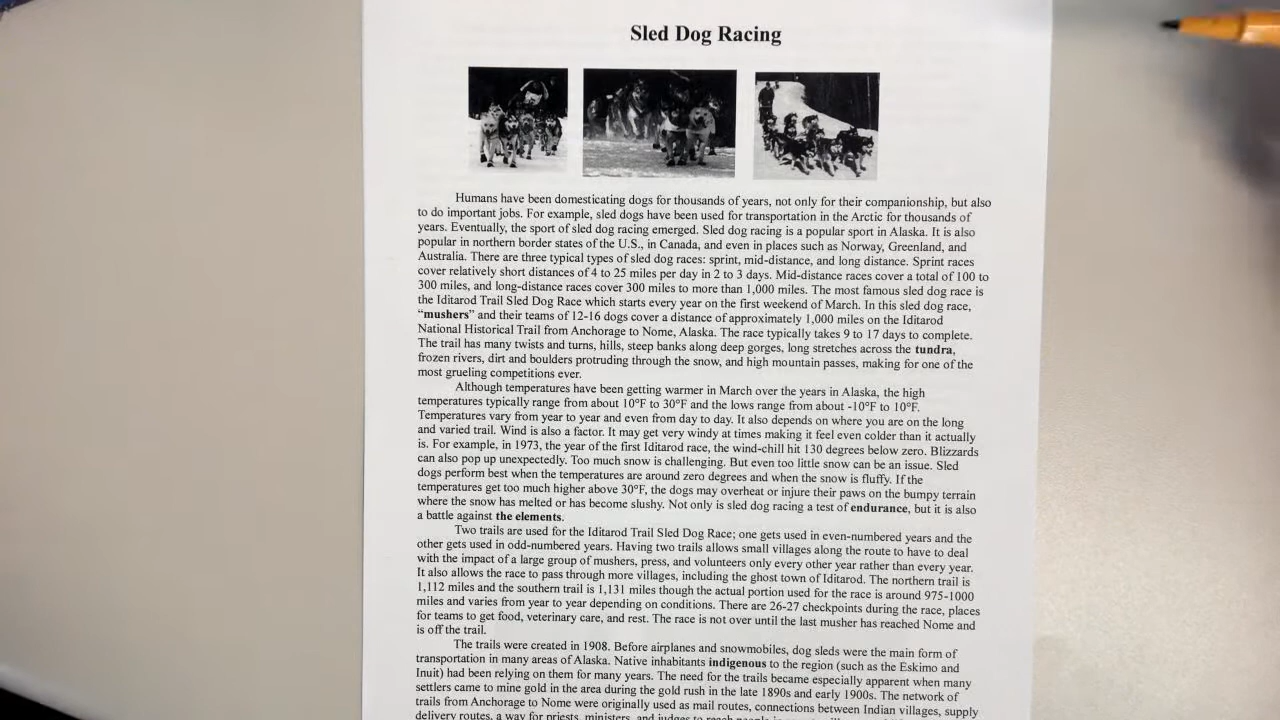 Sled Dog Racing
Humans have been domesticating dogs for thousands of years, not only for their companionship, but also
to do important jobs. For example, sled dogs have been used for transportation in the Arctic for thousands of
years. Eventually, the sport of sled dog racing emerged. Sled dog racing is a popular sport in Alaska. It is also
popular in northern border states of the U.S., in Canada, and even in places such as Norway, Greenland, and
Australia. There are three typical types of sled dog races: sprint, mid-distance, and long distance. Sprint races
cover relatively short distances of 4 to 25 miles per day in 2 to 3 days. Mid-distance races cover a total of 100 to
300 miles, and long-distance races cover 300 miles to more than 1,000 miles. The most famous sled dog race is
the Iditarod Trail Sled Dog Race which starts every year on the first weekend of March. In this sled dog race,
“mushers” and their teams of 12-16 dogs cover a distance of approximately 1,000 miles on the Iditarod
National Historical Trail from Anchorage to Nome, Alaska. The race typically takes 9 to 17 days to complete.
The trail has many twists and turns, hills, steep banks along deep gorges, long stretches across the tundra,
frozen rivers, dirt and boulders protruding through the snow, and high mountain passes, making for one of the
most grueling competitions ever.
Although temperatures have been getting warmer in March over the years in Alaska, the high
temperatures typically range from about 10°F to 30°F and the lows range from about -10°F to 10°F.
Temperatures vary from year to year and even from day to day. It also depends on where you are on the long
and varied trail. Wind is also a factor. It may get very windy at times making it feel even colder than it actually
is. For example, in 1973, the year of the first Iditarod race, the wind-chill hit 130 degrees below zero. Blizzards
can also pop up unexpectedly. Too much snow is challenging. But even too little snow can be an issue. Sled
dogs perform best when the temperatures are around zero degrees and when the snow is fluffy. If the
temperatures get too much higher above 30°F, the dogs may overheat or injure their paws on the bumpy terrain
where the snow has melted or has become slushy. Not only is sled dog racing a test of endurance, but it is also
a battle against the elements.
Two trails are used for the Iditarod Trail Sled Dog Race; one gets used in even-numbered years and the
other gets used in odd-numbered years. Having two trails allows small villages along the route to have to deal
with the impact of a large group of mushers, press, and volunteers only every other year rather than every year.
It also allows the race to pass through more villages, including the ghost town of Iditarod. The northern trail is
1,112 miles and the southern trail is 1,131 miles though the actual portion used for the race is around 975-1000
miles and varies from year to year depending on conditions. There are 26-27 checkpoints during the race, places
for teams to get food, veterinary care, and rest. The race is not over until the last musher has reached Nome and
is off the trail.
The trails were created in 1908. Before airplanes and snowmobiles, dog sleds were the main form of
transportation in many areas of Alaska. Native inhabitants indigenous to the region (such as the Eskimo and
Inuit) had been relying on them for many years. The need for the trails became especially apparent when many
settlers came to mine gold in the area during the gold rush in the late 1890s and early 1900s. The network of
trails from Anchorage to Nome were originally used as mail routes, connections between Indian villages, supply
delivery routes, a way for priests, ministers, and judges to reach people